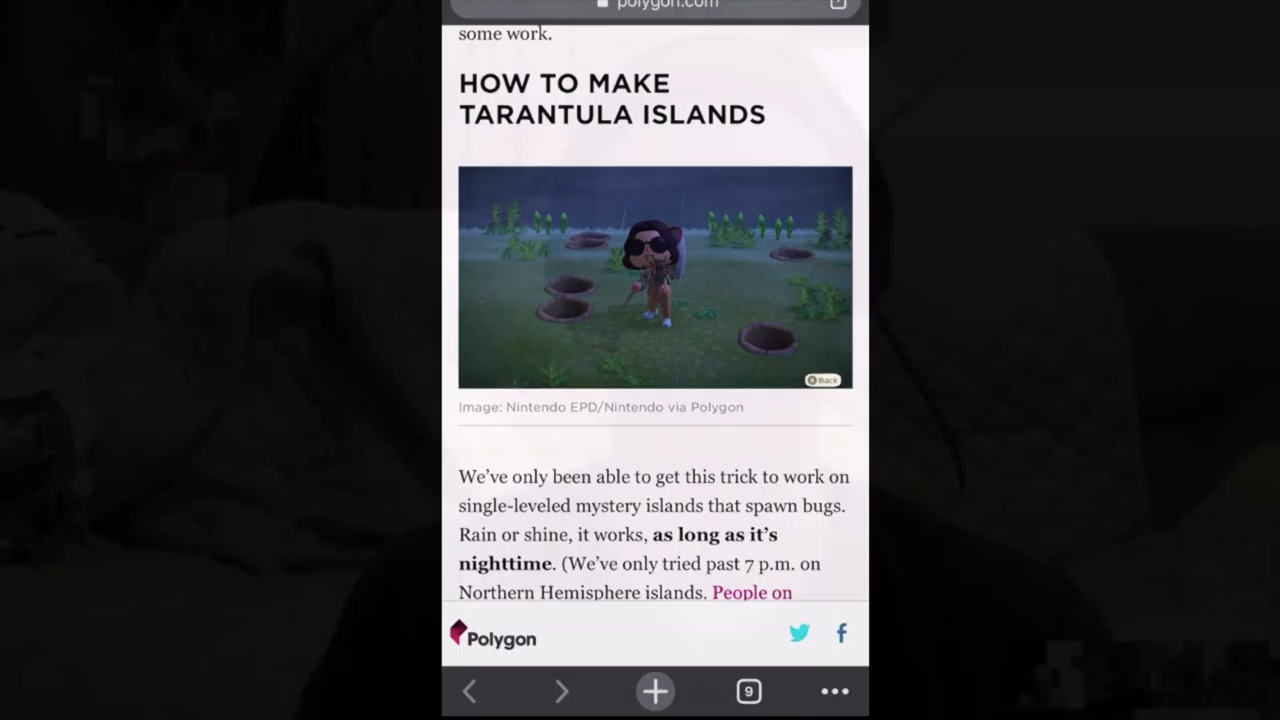 polygon.com
some work.
HOW TO MAKE
TARANTULA ISLANDS
Back
Image: Nintendo EPD/Nintendo via Polygon
We’ve only been able to get this trick to work on
single-leveled mystery islands that spawn bugs.
Rain or shine, it works, as long as it’s
nighttime. (We’ve only tried past 7 p.m. on
Northern Hemisphere islands. People on
Polygon
9